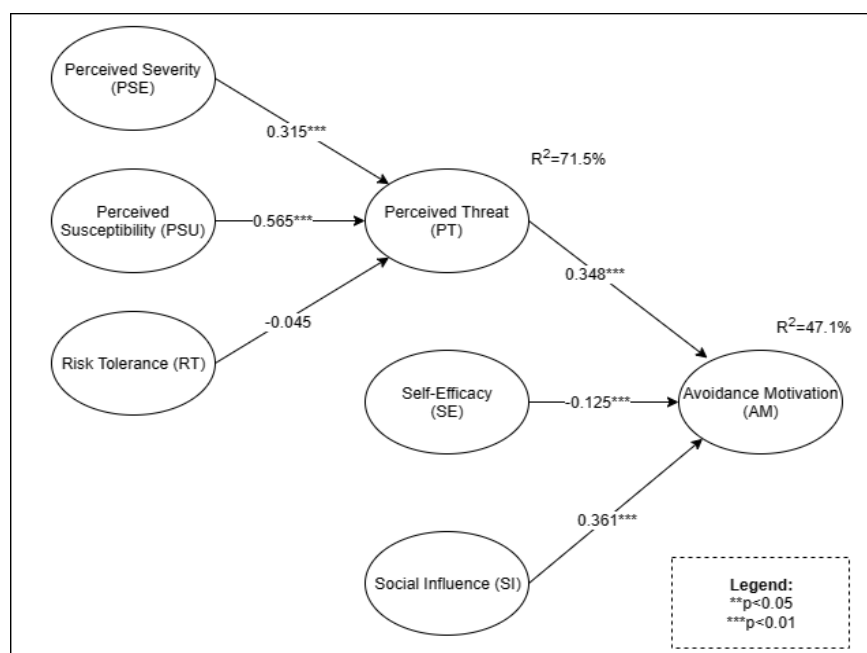 Perceived Severity
(PSE)
0.315***
R²=71.5%
Perceived
Susceptibility (PSU)
0.565***
Perceived Threat
(PT)
0.348***
-0.045
R²=47.1%
Risk Tolerance (RT)
Self-Efficacy
(SE)
-0.125***
Avoidance Motivation
(AM)
0.361***
Social Influence (SI)
Legend:
**p<0.05
***p<0.01